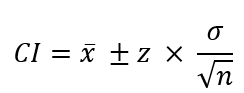 CI = x̄ ± z × σ/√n